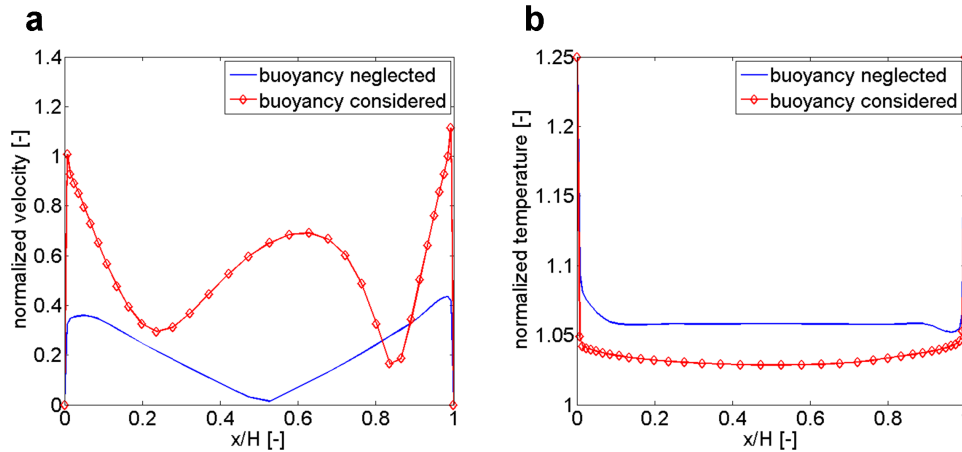 a
1.4
1.2
1
0.8
0.6
0.4
0.2
0
0
0.2
0.4
0.6
0.8
1
normalized velocity [-]
x/H [-]
buoyancy neglected
buoyancy considered
b
1.25
1.2
1.15
1.1
1.05
1
0
0.2
0.4
0.6
0.8
1
normalized temperature [-]
x/H [-]
buoyancy neglected
buoyancy considered